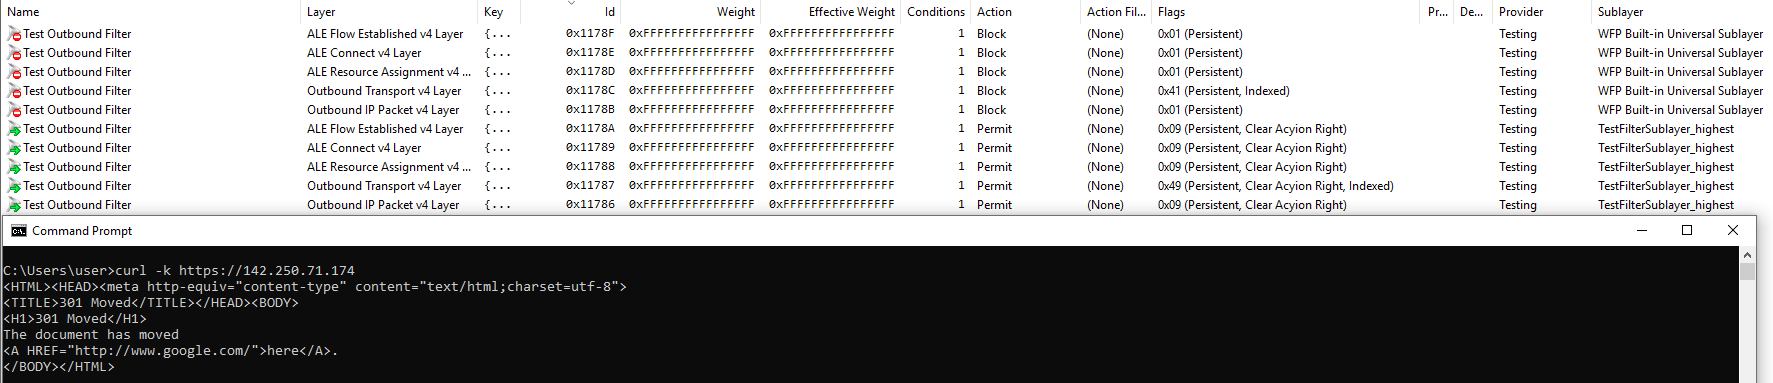 Name Layer Key Id Weight Effective Weight Conditions Action Action Fil... Flags Pr... De... Provider Sublayer
Test Outbound Filter ALE Flow Established v4 Layer {... 0x1178F 0xFFFFFFFFFFFFFFFF 0xFFFFFFFFFFFFFFFF 1 Block (None) 0x01 (Persistent) Testing WFP Built-in Universal Sublayer
Test Outbound Filter ALE Connect v4 Layer {... 0x1178E 0xFFFFFFFFFFFFFFFF 0xFFFFFFFFFFFFFFFF 1 Block (None) 0x01 (Persistent) Testing WFP Built-in Universal Sublayer
Test Outbound Filter ALE Resource Assignment v4 ... {... 0x1178D 0xFFFFFFFFFFFFFFFF 0xFFFFFFFFFFFFFFFF 1 Block (None) 0x01 (Persistent) Testing WFP Built-in Universal Sublayer
Test Outbound Filter Outbound Transport v4 Layer {... 0x1178C 0xFFFFFFFFFFFFFFFF 0xFFFFFFFFFFFFFFFF 1 Block (None) 0x41 (Persistent, Indexed) Testing WFP Built-in Universal Sublayer
Test Outbound Filter Outbound IP Packet v4 Layer {... 0x1178B 0xFFFFFFFFFFFFFFFF 0xFFFFFFFFFFFFFFFF 1 Block (None) 0x01 (Persistent) Testing WFP Built-in Universal Sublayer
Test Outbound Filter ALE Flow Established v4 Layer {... 0x1178A 0xFFFFFFFFFFFFFFFF 0xFFFFFFFFFFFFFFFF 1 Permit (None) 0x09 (Persistent, Clear Acyion Right) Testing TestFilterSublayer_highest
Test Outbound Filter ALE Connect v4 Layer {... 0x11789 0xFFFFFFFFFFFFFFFF 0xFFFFFFFFFFFFFFFF 1 Permit (None) 0x09 (Persistent, Clear Acyion Right) Testing TestFilterSublayer_highest
Test Outbound Filter ALE Resource Assignment v4 ... {... 0x11788 0xFFFFFFFFFFFFFFFF 0xFFFFFFFFFFFFFFFF 1 Permit (None) 0x09 (Persistent, Clear Acyion Right) Testing TestFilterSublayer_highest
Test Outbound Filter Outbound Transport v4 Layer {... 0x11787 0xFFFFFFFFFFFFFFFF 0xFFFFFFFFFFFFFFFF 1 Permit (None) 0x49 (Persistent, Clear Acyion Right, Indexed) Testing TestFilterSublayer_highest
Test Outbound Filter Outbound IP Packet v4 Layer {... 0x11786 0xFFFFFFFFFFFFFFFF 0xFFFFFFFFFFFFFFFF 1 Permit (None) 0x09 (Persistent, Clear Acyion Right) Testing TestFilterSublayer_highest
Command Prompt
C:\Users\user>curl -k https://142.250.71.174
<HTML><HEAD><meta http-equiv="content-type" content="text/html;charset=utf-8">
<TITLE>301 Moved</TITLE></HEAD><BODY>
<H1>301 Moved</H1>
The document has moved
<A HREF="http://www.google.com/">here</A>.
</BODY></HTML>